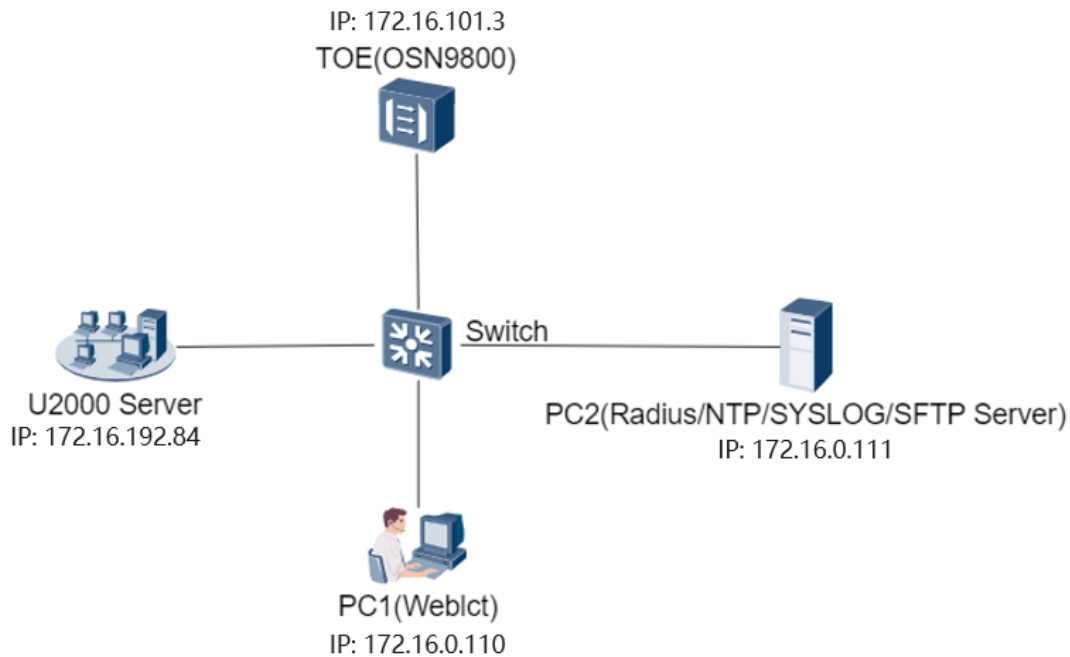 IP: 172.16.101.3
TOE(OSN9800)
Switch
U2000 Server
IP: 172.16.192.84
PC2(Radius/NTP/SYSLOG/SFTP Server)
IP: 172.16.0.111
PC1(Weblct)
IP: 172.16.0.110